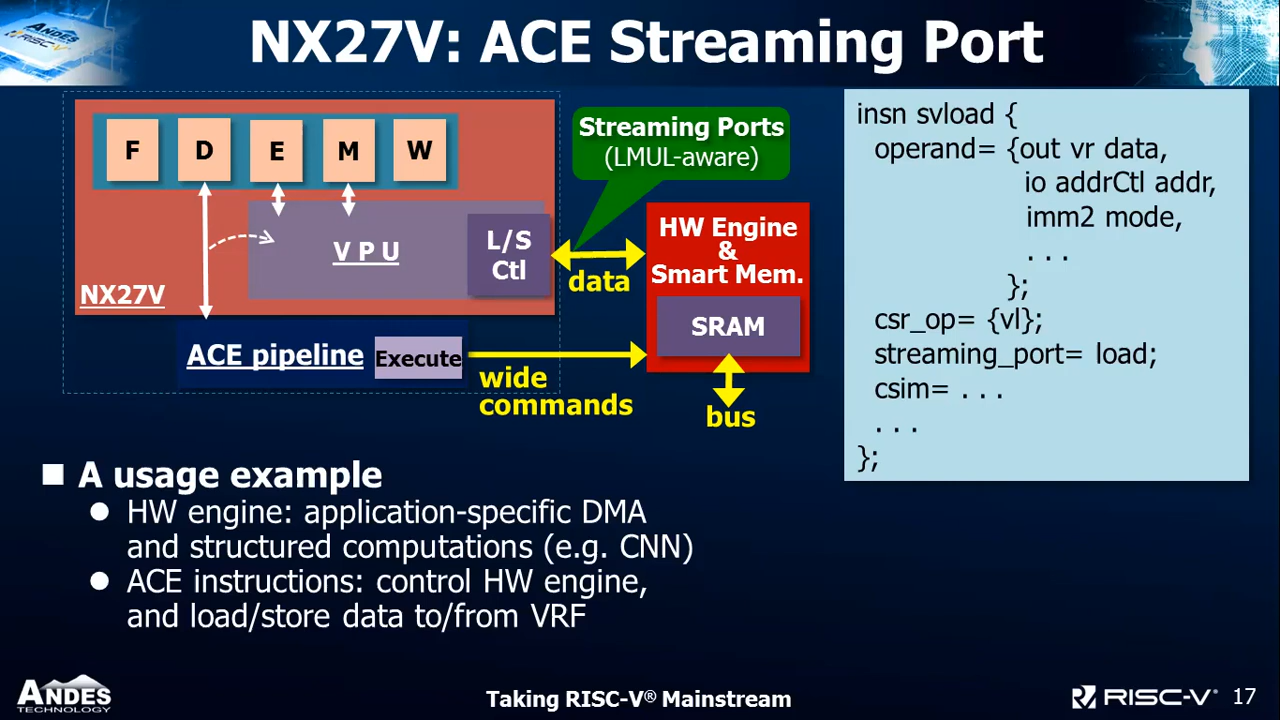 ANDES
RISC-V
NX27V: ACE Streaming Port
F D E M W
V P U
L/S
Ctl
NX27V
ACE pipeline
Execute
Streaming Ports
(LMUL-aware)
data
wide
commands
HW Engine
&
Smart Mem.
SRAM
bus
insn svload {
operand= {out vr data,
io addrCtl addr,
imm2 mode,
. . .
};
csr_op= {vl};
streaming_port= load;
csim= . . .
. . .
};
A usage example
HW engine: application-specific DMA
and structured computations (e.g. CNN)
ACE instructions: control HW engine,
and load/store data to/from VRF
ANDES
TECHNOLOGY
Taking RISC-V® Mainstream
RISC-V®
17